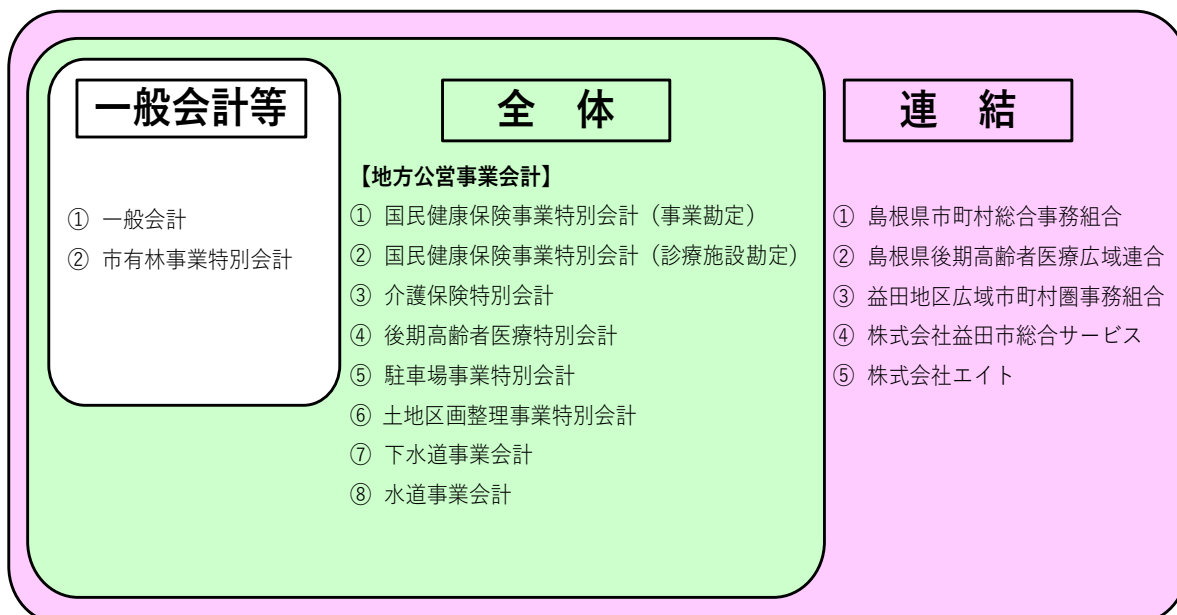 一般会計等
① 一般会計
② 市有林事業特別会計
全 体
【地方公営事業会計】
① 国民健康保険事業特別会計（事業勘定）
② 国民健康保険事業特別会計（診療施設勘定）
③ 介護保険特別会計
④ 後期高齢者医療特別会計
⑤ 駐車場事業特別会計
⑥ 土地区画整理事業特別会計
⑦ 下水道事業会計
⑧ 水道事業会計
連 結
① 島根県市町村総合事務組合
② 島根県後期高齢者医療広域連合
③ 益田地区広域市町村圏事務組合
④ 株式会社益田市総合サービス
⑤ 株式会社エイト